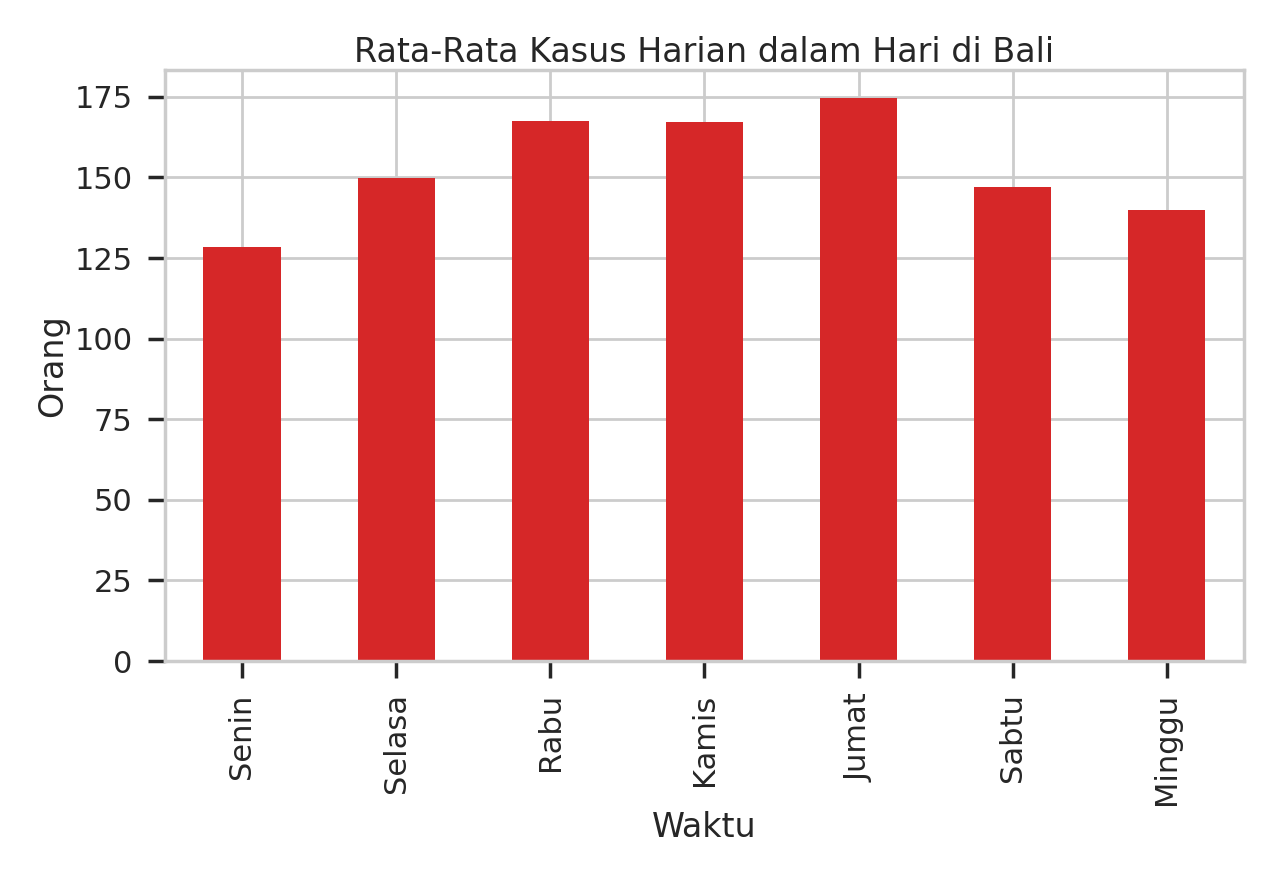 Rata-Rata Kasus Harian dalam Hari di Bali
175
150
125
100
75
50
25
0
Orang
Senin
Selasa
Rabu
Kamis
Jumat
Sabtu
Minggu
Waktu